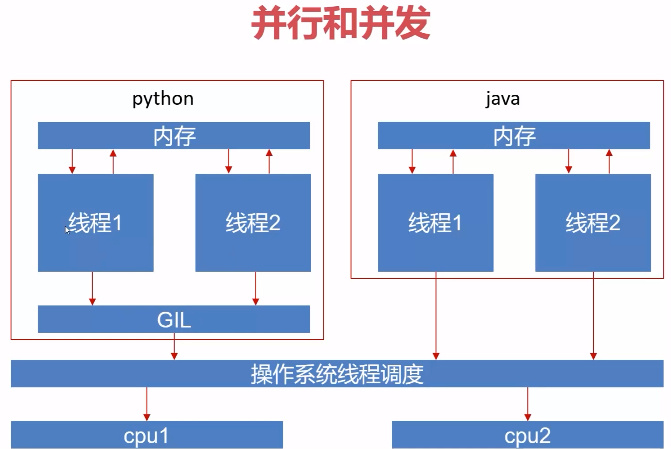 并行和并发
python
java
内存
内存
线程1
线程2
线程1
线程2
GIL
操作系统线程调度
cpu1
cpu2